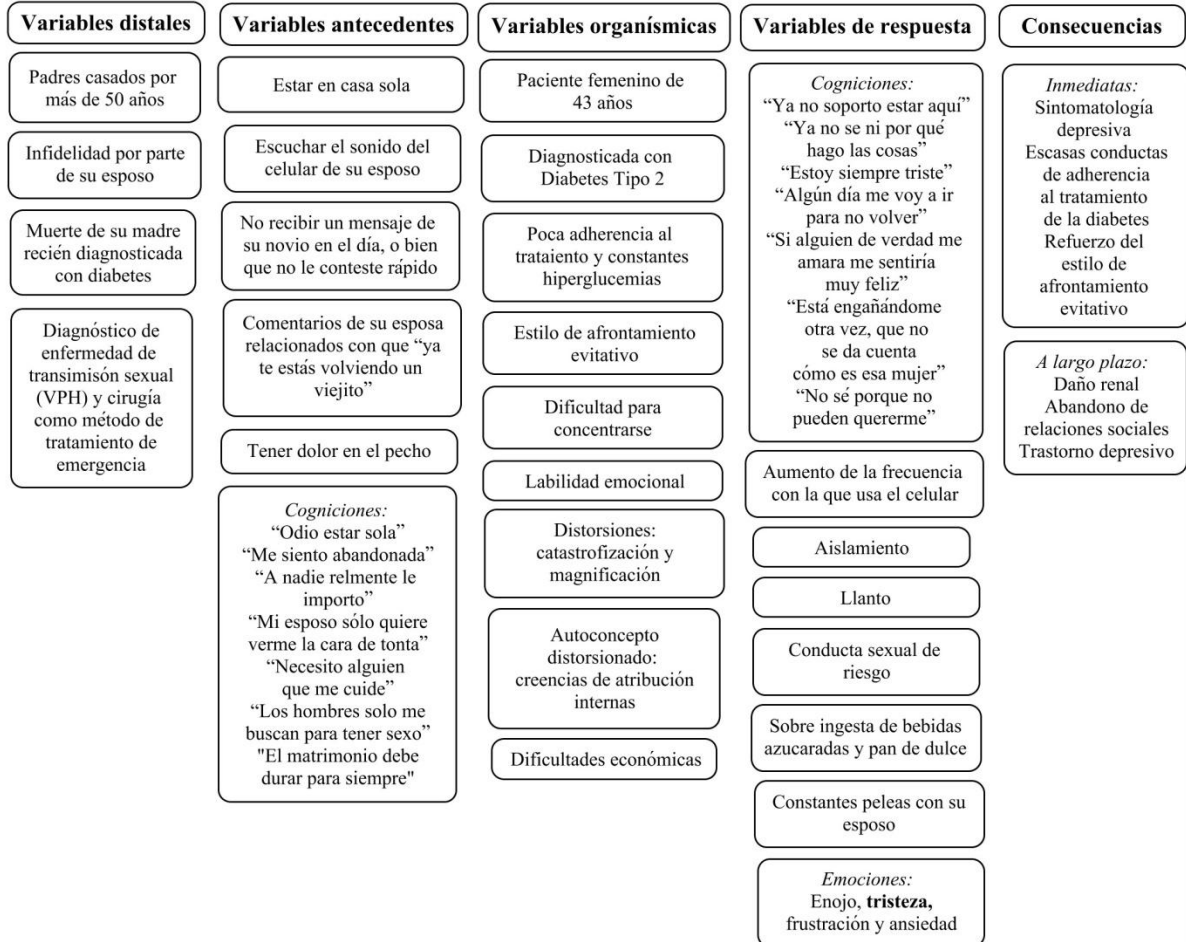 Variables distales
Padres casados por
más de 50 años
Infidelidad por parte
de su esposo
Muerte de su madre
recién diagnosticada
con diabetes
Diagnóstico de
enfermedad de
transmisón sexual
(VPH) y cirugía
como método de
tratamiento de
emergencia
Variables antecedentes
Estar en casa sola
Escuchar el sonido del
celular de su esposo
No recibir un mensaje de
su novio en el día, o bien
que no le conteste rápido
Comentarios de su esposa
relacionados con que “ya
te estás volviendo un
viejito”
Tener dolor en el pecho
Cogniciones:
“Odio estar sola”
“Me siento abandonada”
“A nadie relmente le
importo”
“Mi esposo sólo quiere
verme la cara de tonta”
“Necesito alguien
que me cuide”
“Los hombres solo me
buscan para tener sexo”
"El matrimonio debe
durar para siempre"
Variables organísmicas
Paciente femenino de
43 años
Diagnosticada con
Diabetes Tipo 2
Poca adherencia al
trataiento y constantes
hiperglucemias
Estilo de afrontamiento
evitativo
Dificultad para
concentrarse
Labilidad emocional
Distorsiones:
catastrofización y
magnificación
Autoconcepto
distorsionado:
creencias de atribución
internas
Dificultades económicas
Variables de respuesta
Cogniciones:
“Ya no soporto estar aquí”
“Ya no se ni por qué
hago las cosas”
“Estoy siempre triste”
“Algún día me voy a ir
para no volver”
“Si alguien de verdad me
amara me sentiría
muy feliz”
“Está engañándome
otra vez, que no
se da cuenta
cómo es esa mujer”
“No sé porque no
pueden quererme”
Aumento de la frecuencia
con la que usa el celular
Aislamiento
Llanto
Conducta sexual de
riesgo
Sobre ingesta de bebidas
azucaradas y pan de dulce
Constantes peleas con su
esposo
Emociones:
Enojo, tristeza,
frustración y ansiedad
Consecuencias
Inmediatas:
Sintomatología
depresiva
Escasas conductas
de adherencia
al tratamiento
de la diabetes
Refuerzo del
estilo de
afrontamiento
evitativo
A largo plazo:
Daño renal
Abandono de
relaciones sociales
Trastorno depresivo